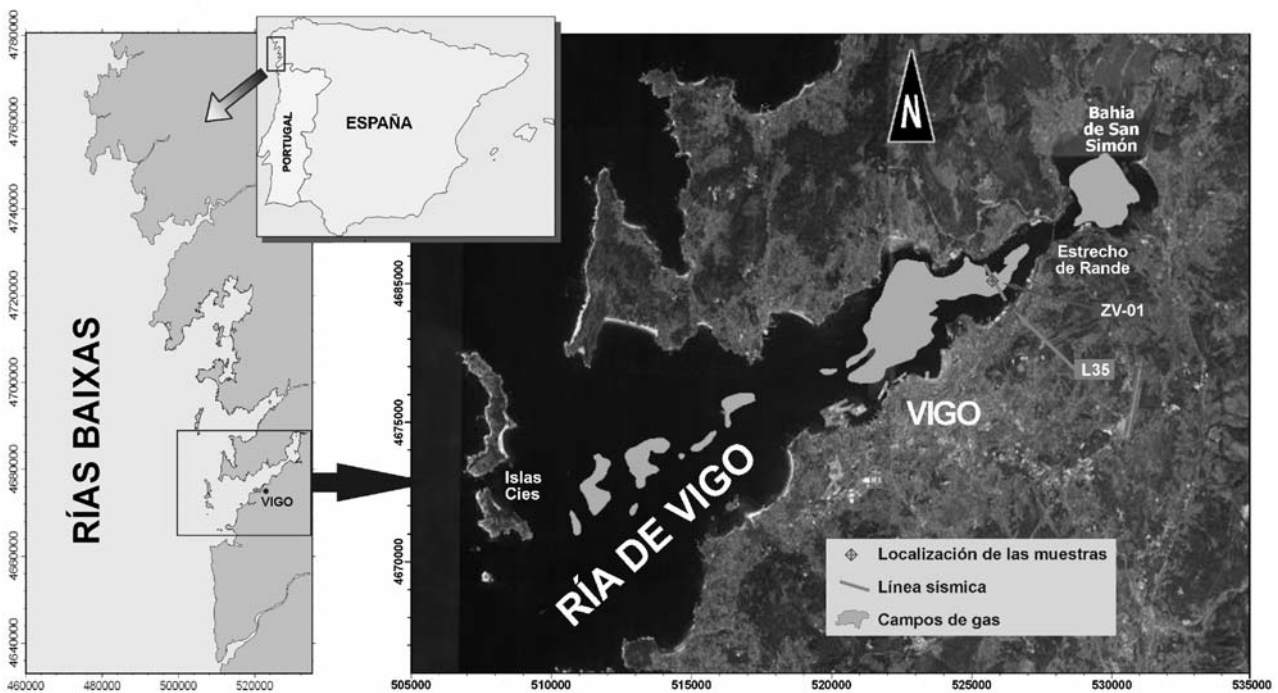 4780000
4760000
4740000
4720000
4700000
4680000
4660000
4640000
460000
480000
500000
520000
RÍAS BAIXAS
VIGO
PORTUGAL
ESPAÑA
4685000
4675000
4670000
505000
510000
515000
520000
525000
530000
535000
N
Bahia
de San
Simón
Estrecho
de Rande
ZV-01
L35
VIGO
RÍA DE VIGO
Islas
Cies
Localización de las muestras
Línea sísmica
Campos de gas